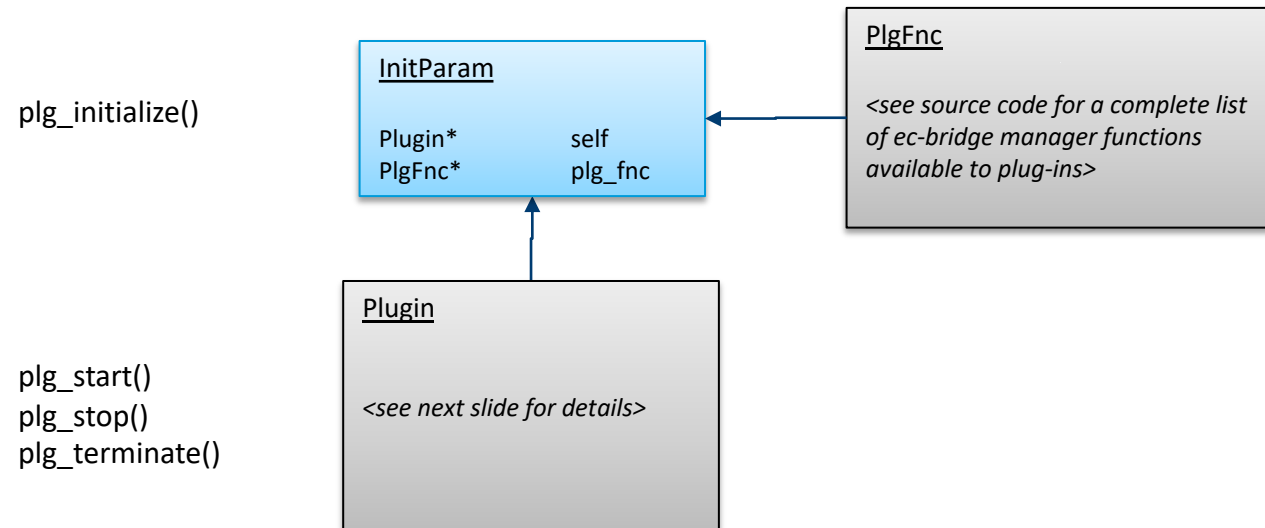 plg_initialize()
InitParam
Plugin* self
PlgFnc* plg_fnc
PlgFnc
<see source code for a complete list
of ec-bridge manager functions
available to plug-ins>
plg_start()
plg_stop()
plg_terminate()
Plugin
<see next slide for details>